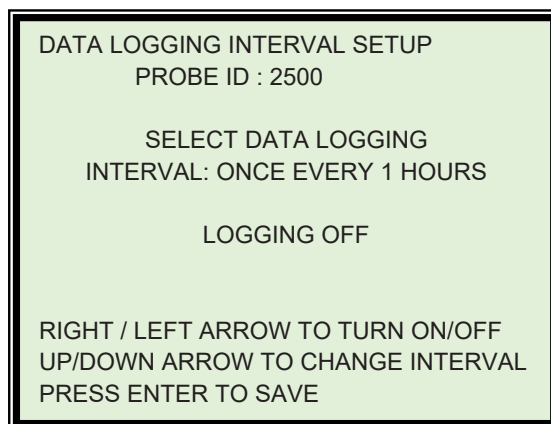 DATA LOGGING INTERVAL SETUP
PROBE ID : 2500
SELECT DATA LOGGING
INTERVAL: ONCE EVERY 1 HOURS
LOGGING OFF
RIGHT / LEFT ARROW TO TURN ON/OFF
UP/DOWN ARROW TO CHANGE INTERVAL
PRESS ENTER TO SAVE